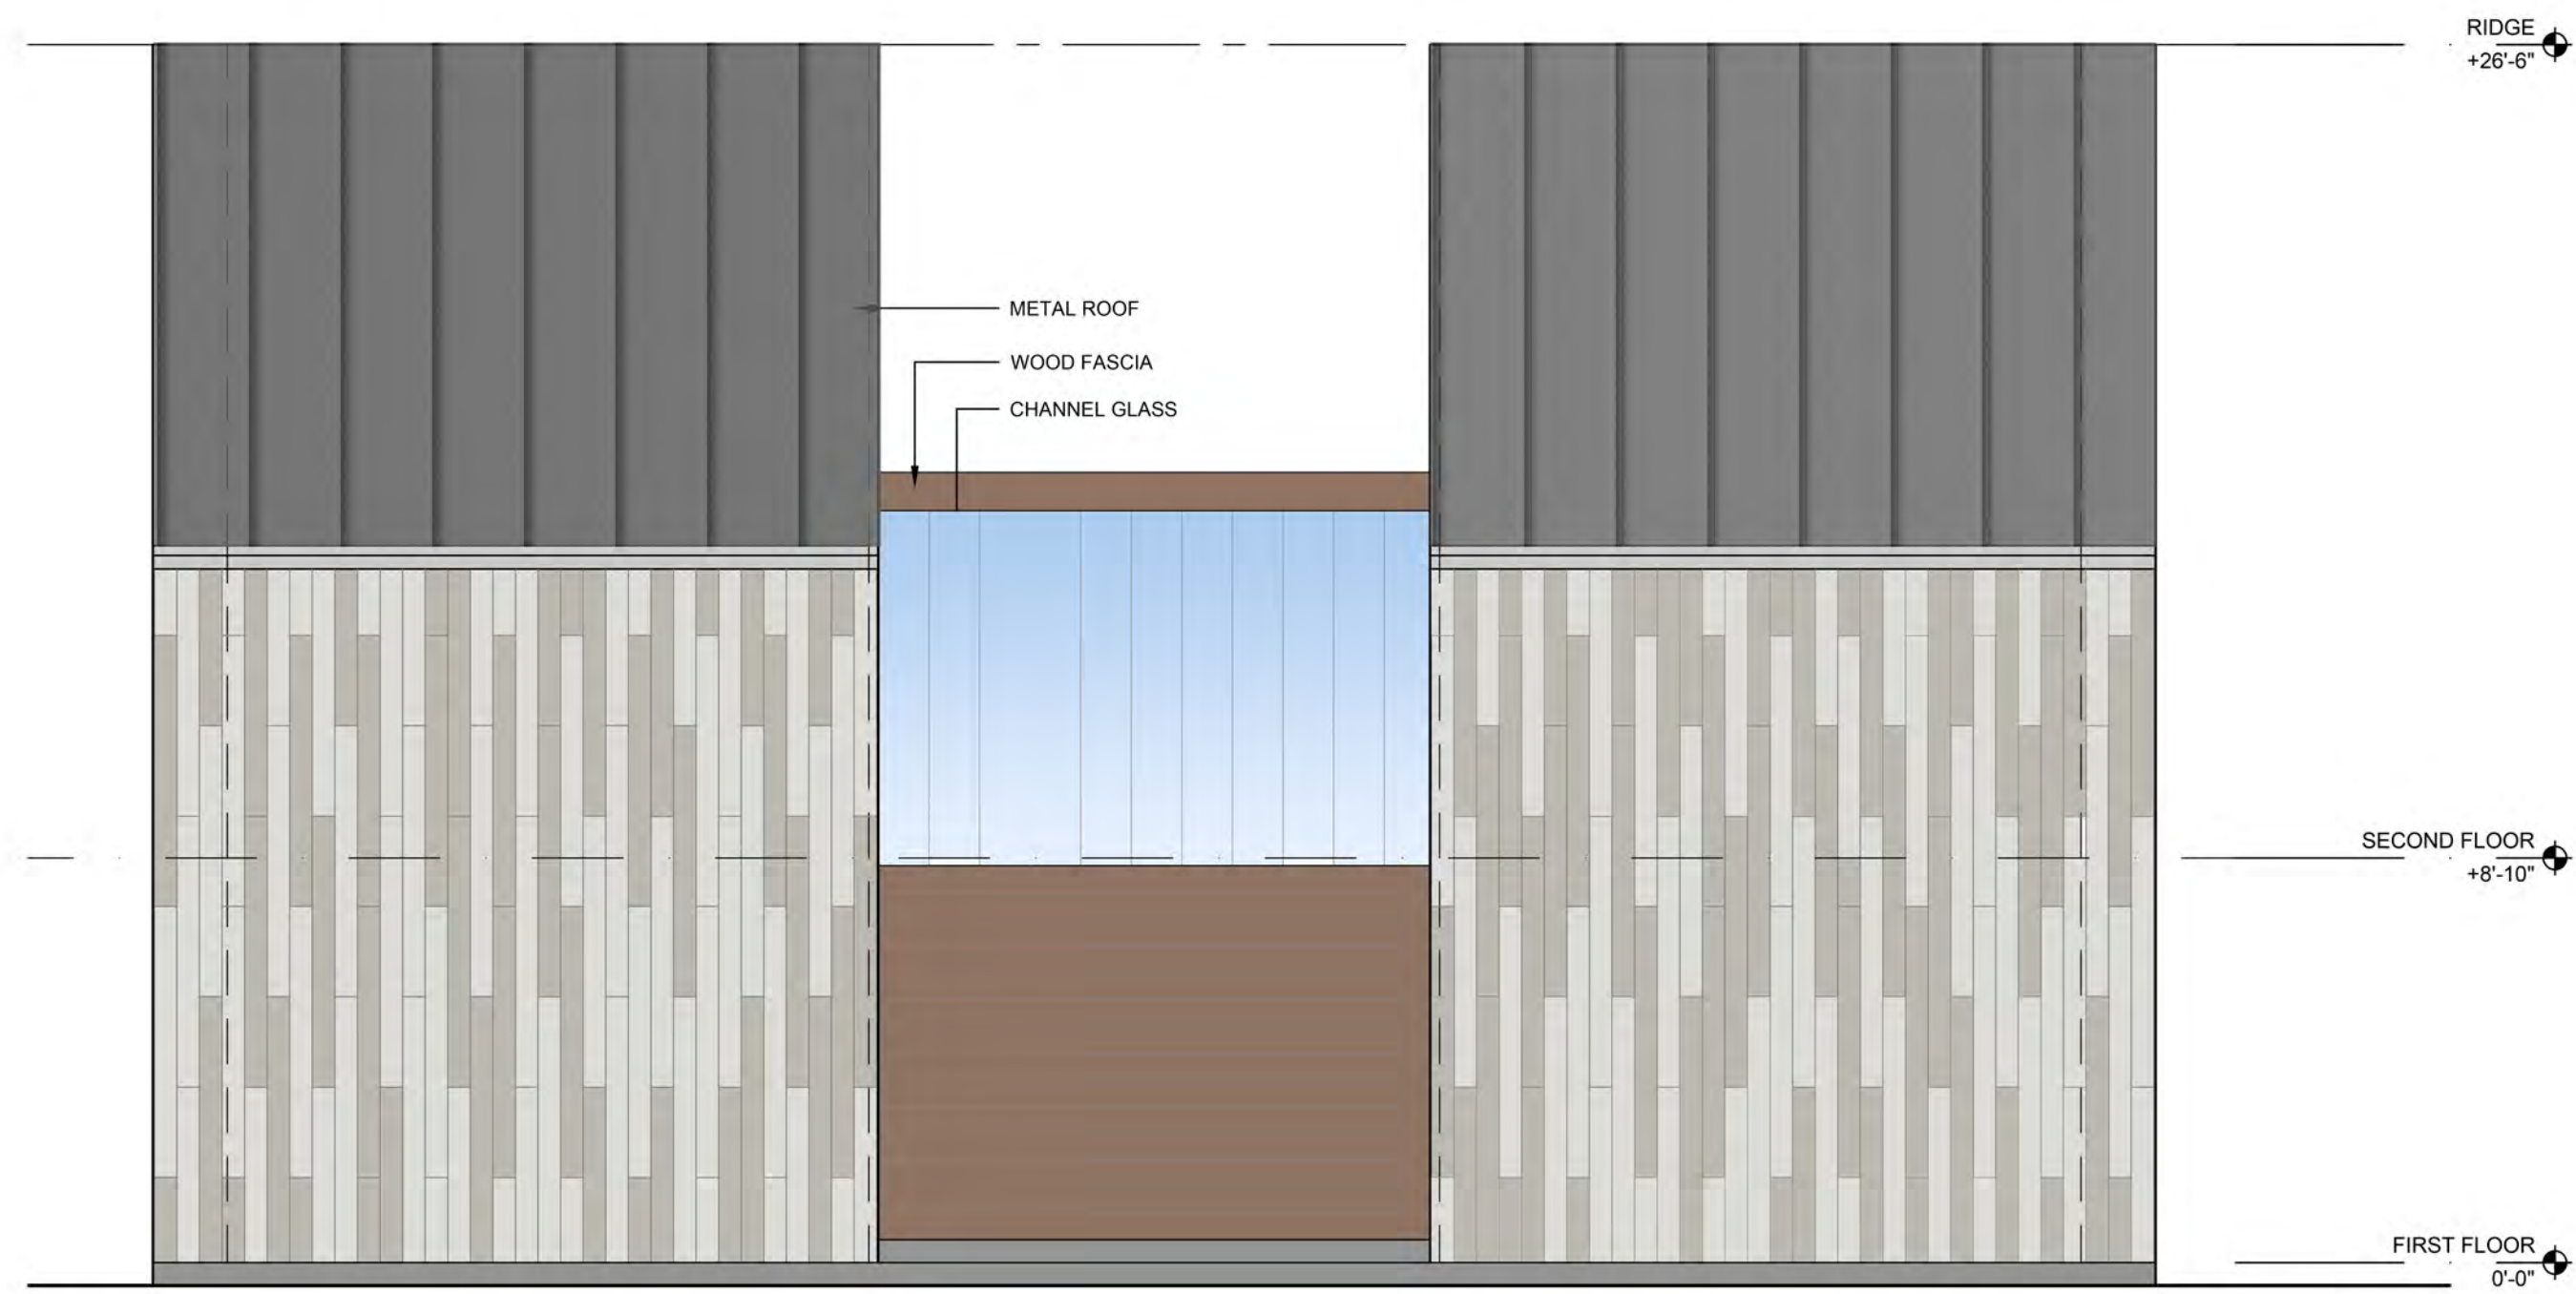 RIDGE
+26'-6"
METAL ROOF
WOOD FASCIA
CHANNEL GLASS
SECOND FLOOR
+8'-10"
FIRST FLOOR
0'-0"